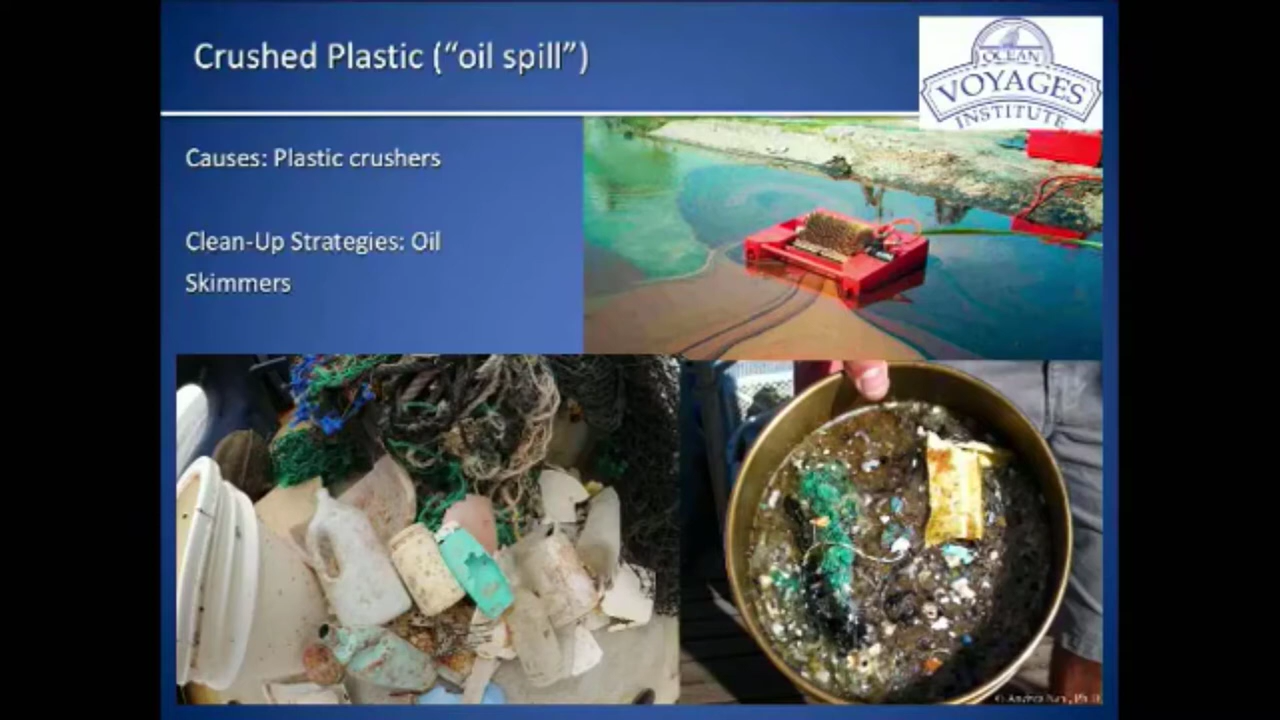 Crushed Plastic (“oil spill”)
OCEAN
VOYAGES
INSTITUTE
Causes: Plastic crushers
Clean-Up Strategies: Oil
Skimmers